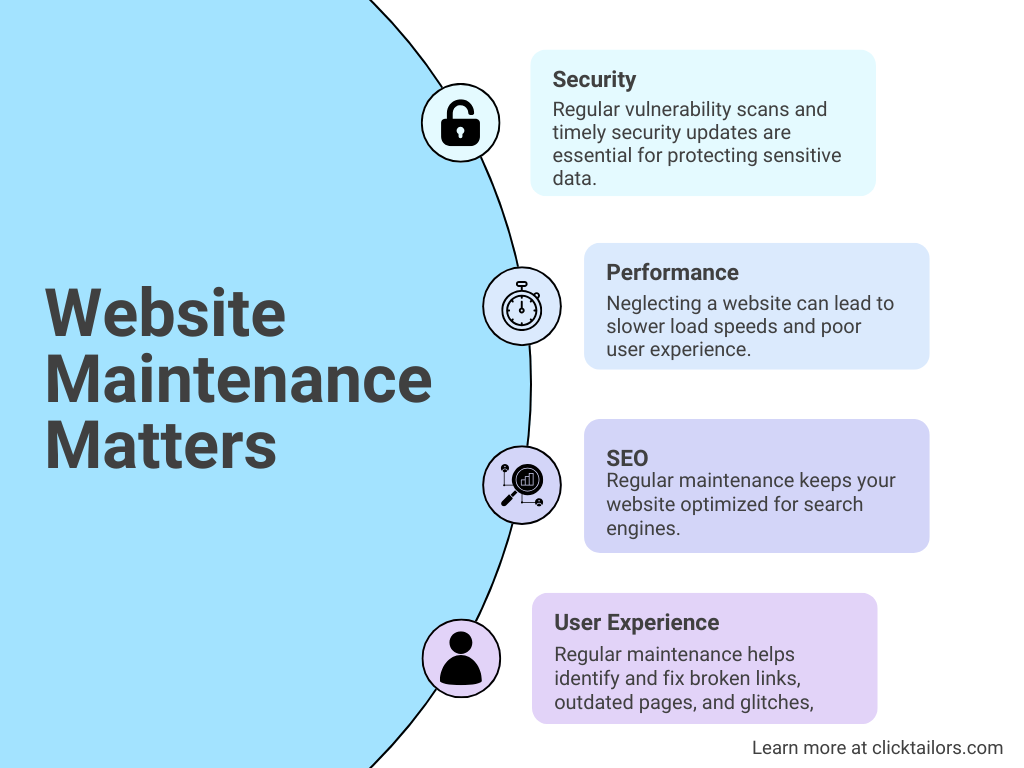 Website
Maintenance
Matters
Security
Regular vulnerability scans and
timely security updates are
essential for protecting sensitive
data.
Performance
Neglecting a website can lead to
slower load speeds and poor
user experience.
SEO
Regular maintenance keeps your
website optimized for search
engines.
User Experience
Regular maintenance helps
identify and fix broken links,
outdated pages, and glitches,
Learn more at clicktailors.com